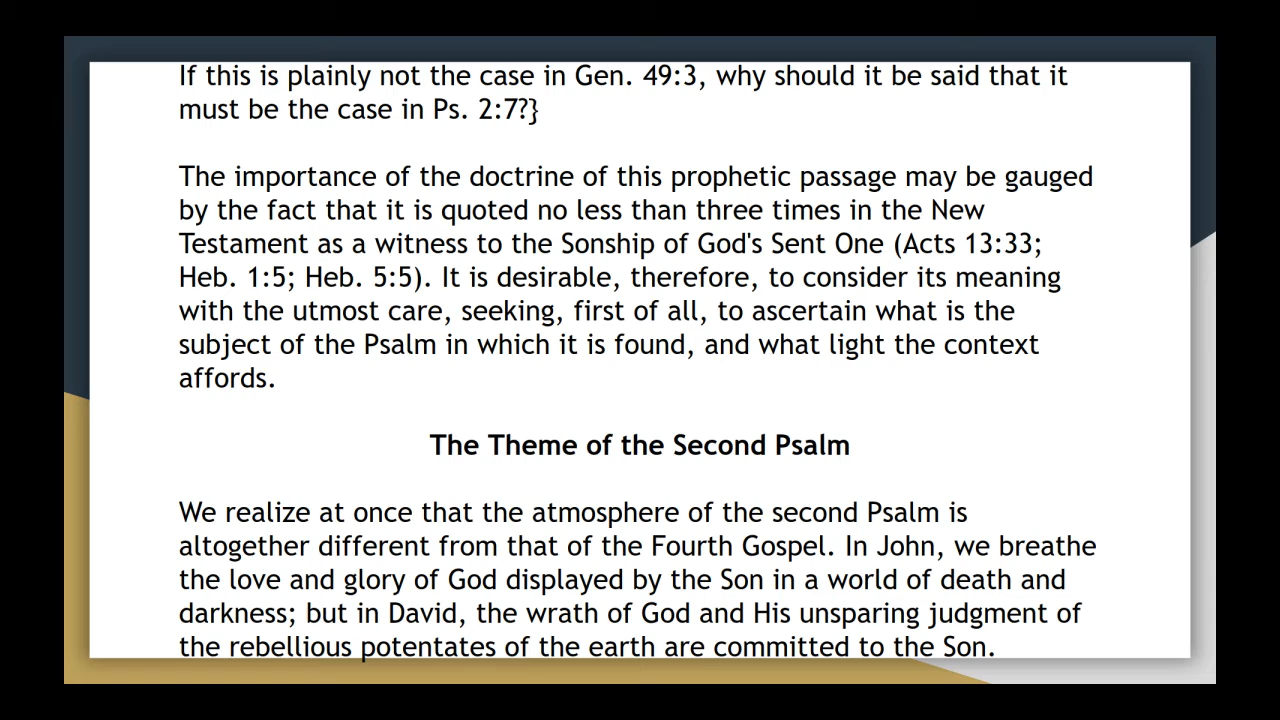 If this is plainly not the case in Gen. 49:3, why should it be said that it
must be the case in Ps. 2:7?}
The importance of the doctrine of this prophetic passage may be gauged
by the fact that it is quoted no less than three times in the New
Testament as a witness to the Sonship of God's Sent One (Acts 13:33;
Heb. 1:5; Heb. 5:5). It is desirable, therefore, to consider its meaning
with the utmost care, seeking, first of all, to ascertain what is the
subject of the Psalm in which it is found, and what light the context
affords.
The Theme of the Second Psalm
We realize at once that the atmosphere of the second Psalm is
altogether different from that of the Fourth Gospel. In John, we breathe
the love and glory of God displayed by the Son in a world of death and
darkness; but in David, the wrath of God and His unsparing judgment of
the rebellious potentates of the earth are committed to the Son.